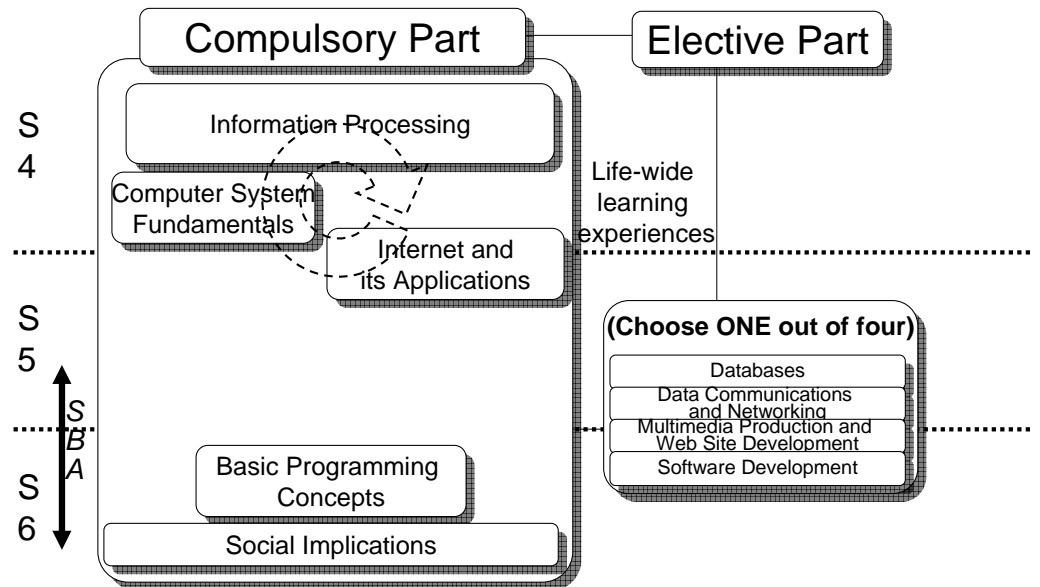 Compulsory Part
Elective Part
S
4
Information Processing
Computer System
Fundamentals
Internet and
its Applications
Life-wide
learning
experiences
S
5
(Choose ONE out of four)
Databases
Data Communications
and Networking
Multimedia Production and
Web Site Development
Software Development
S
B
A
S
6
Basic Programming
Concepts
Social Implications